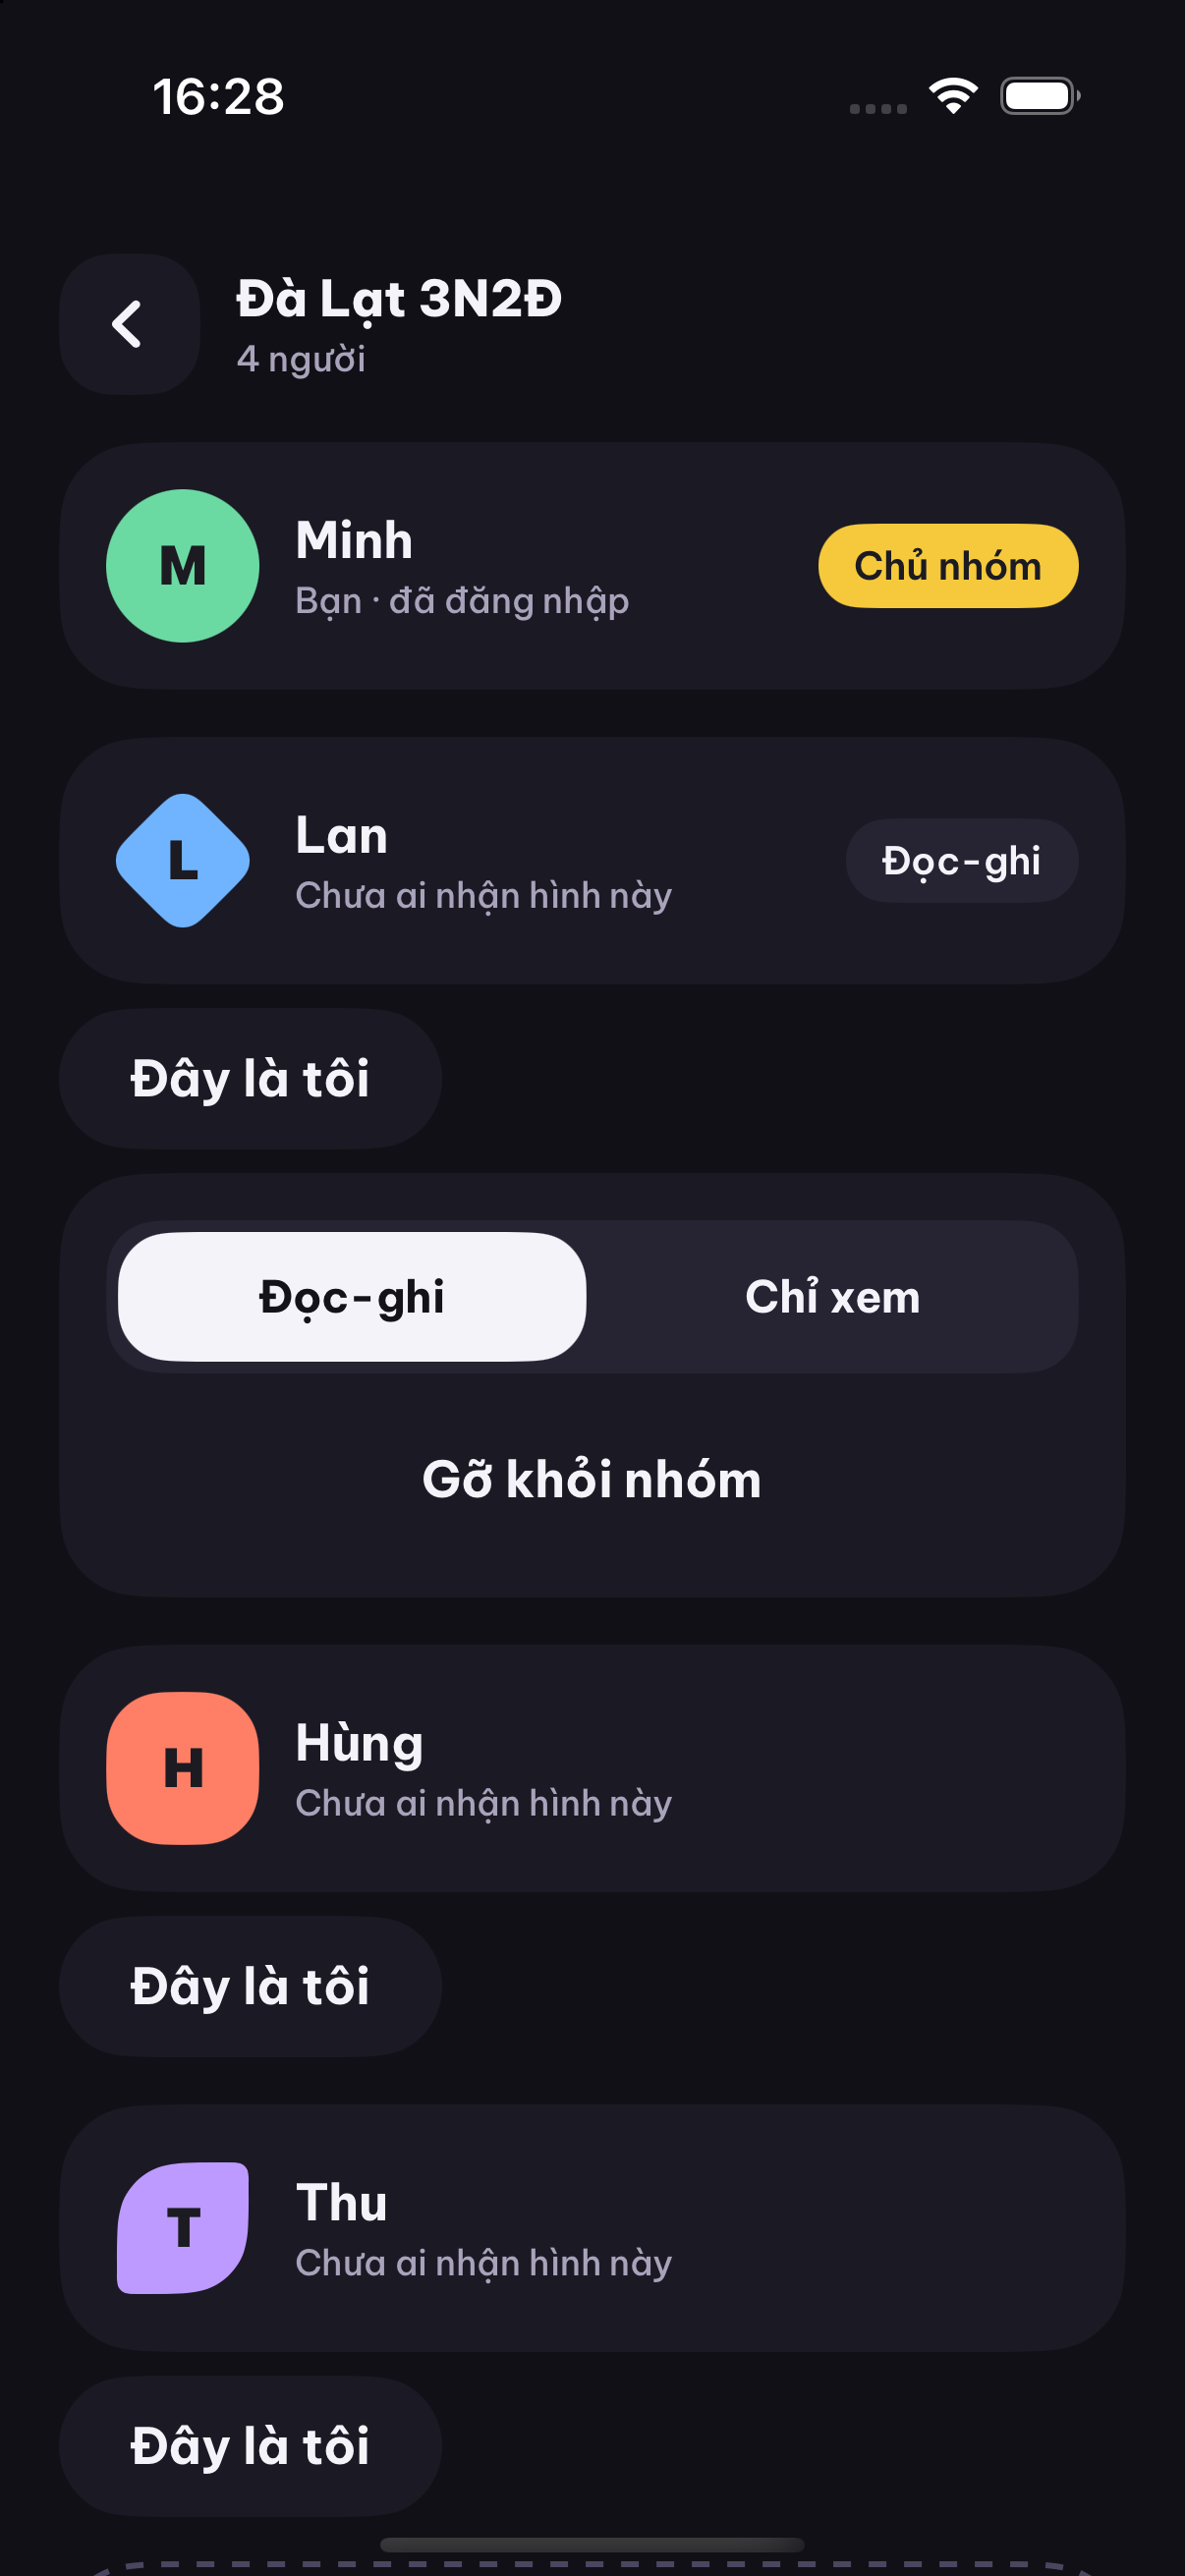 16:28
Đà Lạt 3N2Đ
4 người
M
Minh
Bạn · đã đăng nhập
Chủ nhóm
L
Lan
Chưa ai nhận hình này
Đọc-ghi
Đây là tôi
Đọc-ghi
Chỉ xem
Gỡ khỏi nhóm
H
Hùng
Chưa ai nhận hình này
Đây là tôi
T
Thu
Chưa ai nhận hình này
Đây là tôi